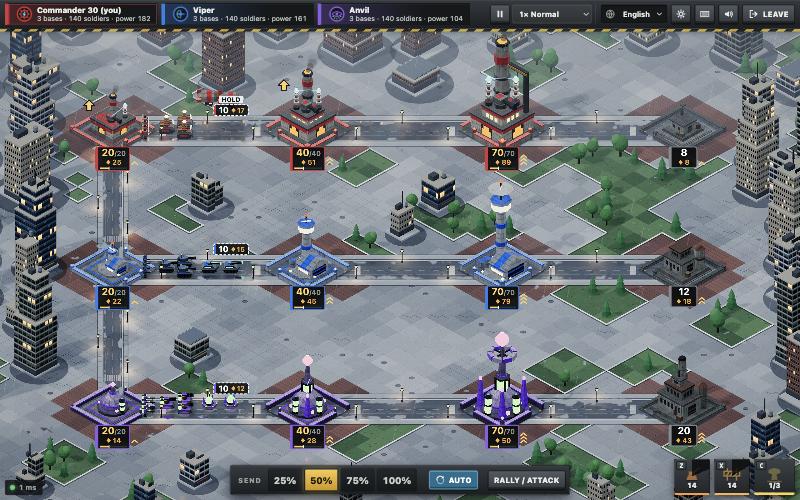 Commander 30 (you)
3 bases · 140 soldiers · power 182
Viper
3 bases · 140 soldiers · power 161
Anvil
3 bases · 140 soldiers · power 104
1x Normal
English
LEAVE
HOLD
10 ♦17
20/20
♦ 25
40/40
♦ 51
70/70
♦ 89
8
♦ 8
10 ♦15
20/20
♦ 22
40/40
♦ 45
70/70
♦ 79
12
♦ 18
10 ♦12
20/20
♦ 14
40/40
♦ 28
70/70
♦ 50
20
♦ 43
1 ms
SEND
25%
50%
75%
100%
AUTO
RALLY / ATTACK
Z
14
X
14
C
1/3